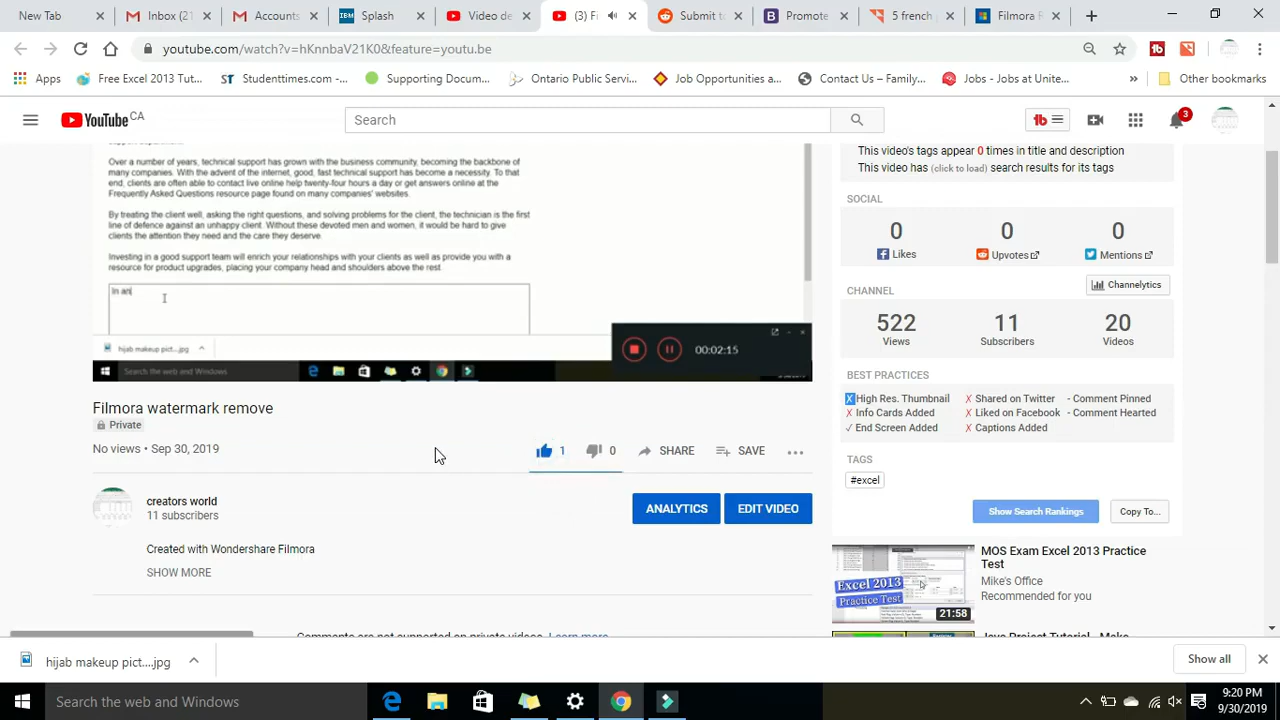 New Tab
Inbox (21
Accounts
Splash
Video de
(3) Fi
Submit to
Promote
5 french
Filmora
youtube.com/watch?v=hKnnbaV21K0&feature=youtu.be
Apps
Free Excel 2013 Tut...
Studenttimes.com -...
Supporting Docum...
Ontario Public Servi...
Job Opportunities a...
Contact Us – Family...
Jobs - Jobs at Unite...
»
Other bookmarks
YouTube CA
Search
3
Over a number of years, technical support has grown with the business community, becoming the backbone of
many companies. With the advent of the internet, good, fast technical support has become a necessity. To that
end, clients are often able to contact live online help twenty-four hours a day or get answers online at the
Frequently Asked Questions resource page found on many companies' websites.
By treating the client well, asking the right questions, and solving problems for the client, the technician is the first
line of defence against an unhappy client. Without these devoted men and women, it would be hard to give
clients the attention they need and the care they deserve.
Investing in a good support team will enrich your relationships with your clients as well as provide you with a
resource for product upgrades, placing your company head and shoulders above the rest.
In an
00:02:15
hijab makeup pict....jpg
Search the web and Windows
Filmora watermark remove
Private
No views • Sep 30, 2019
1
0
SHARE
SAVE
creators world
11 subscribers
ANALYTICS
EDIT VIDEO
Created with Wondershare Filmora
SHOW MORE
Comments are not supported on private videos. Learn more
This video's tags appear 0 times in title and description
This video has (click to load) search results for its tags
SOCIAL
0 0 0
Likes Upvotes Mentions
CHANNEL
Channelytics
522 11 20
Views Subscribers Videos
BEST PRACTICES
X High Res. Thumbnail X Shared on Twitter - Comment Pinned
X Info Cards Added X Liked on Facebook - Comment Hearted
✓ End Screen Added X Captions Added
TAGS
#excel
Show Search Rankings
Copy To...
Excel 2013
Practice Test
21:58
MOS Exam Excel 2013 Practice
Test
Mike's Office
Recommended for you
Java Project Tutorial - Make
hijab makeup pict....jpg
Show all
Search the web and Windows
9:20 PM
9/30/2019